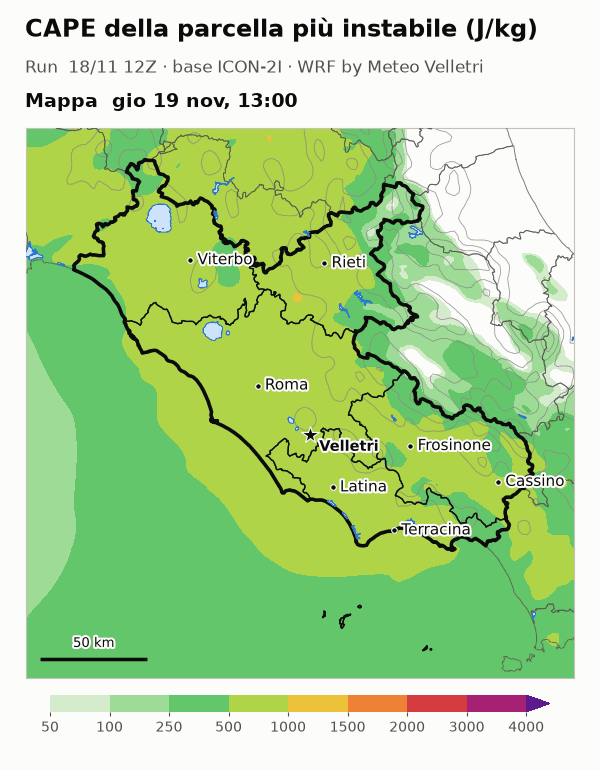 CAPE della parcella più instabile (J/kg)
Run  18/11 12Z · base ICON-2I · WRF by Meteo Velletri
Mappa  gio 19 nov, 13:00
Viterbo
Rieti
Roma
Velletri
Frosinone
Cassino
Latina
Terracina
50 km
50 100 250 500 1000 1500 2000 3000 4000